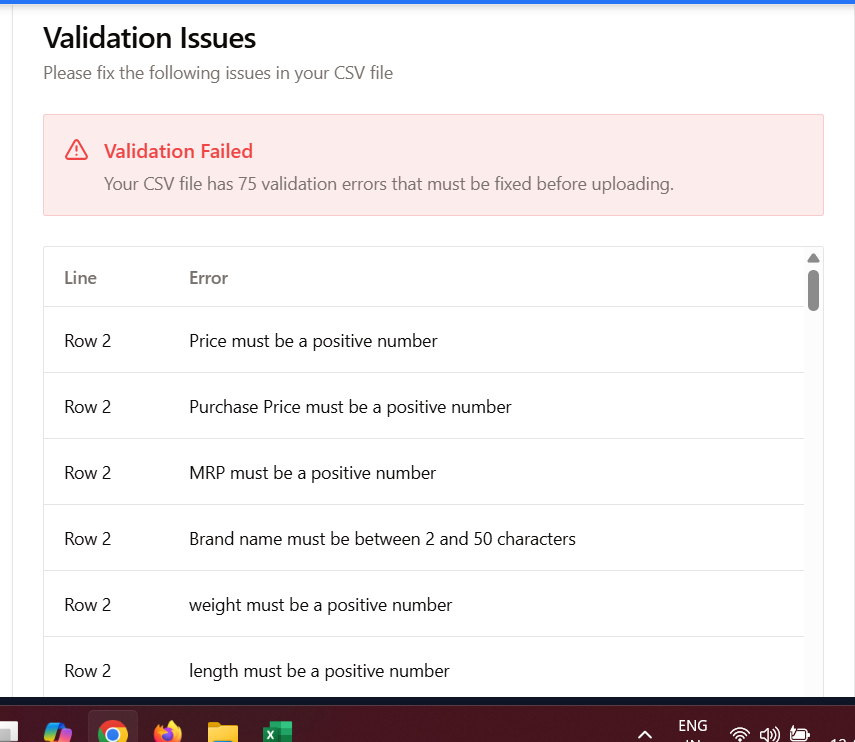 Validation Issues
Please fix the following issues in your CSV file
Validation Failed
Your CSV file has 75 validation errors that must be fixed before uploading.
Line Error
Row 2 Price must be a positive number
Row 2 Purchase Price must be a positive number
Row 2 MRP must be a positive number
Row 2 Brand name must be between 2 and 50 characters
Row 2 weight must be a positive number
Row 2 length must be a positive number
ENG